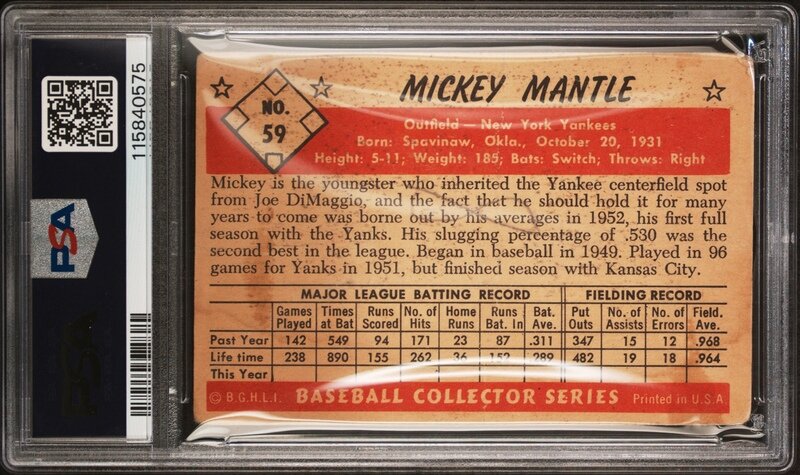 115840575
PSA
PSA
NO.
59
MICKEY MANTLE
Outfield — New York Yankees
Born: Spavinaw, Okla., October 20, 1931
Height: 5-11; Weight: 185; Bats: Switch; Throws: Right
Mickey is the youngster who inherited the Yankee centerfield spot
from Joe DiMaggio, and the fact that he should hold it for many
years to come was borne out by his averages in 1952, his first full
season with the Yanks. His slugging percentage of .530 was the
second best in the league. Began in baseball in 1949. Played in 96
games for Yanks in 1951, but finished season with Kansas City.
MAJOR LEAGUE BATTING RECORD FIELDING RECORD
Games Played Times at Bat Runs Scored No. of Hits Home Runs Runs Bat. In Bat. Ave. Put Outs No. of Assists No. of Errors Field. Ave.
Past Year 142 549 94 171 23 87 .311 347 15 12 .968
Life time 238 890 155 262 36 152 .289 482 19 18 .964
This Year
© B.G.H.L.I. BASEBALL COLLECTOR SERIES Printed in U.S.A.